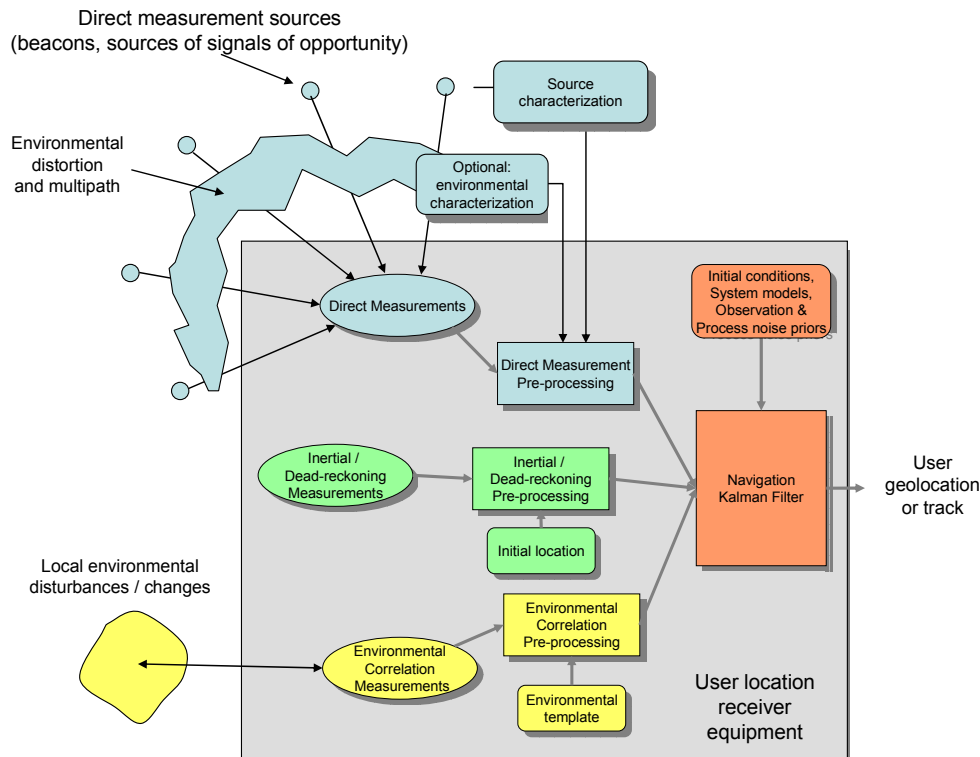 Direct measurement sources
(beacons, sources of signals of opportunity)
Source
characterization
Environmental
distortion
and multipath
Optional:
environmental
characterization
Initial conditions,
System models,
Observation &
Process noise priors
Direct Measurements
Direct Measurement
Pre-processing
Inertial /
Dead-reckoning
Measurements
Inertial /
Dead-reckoning
Pre-processing
Navigation
Kalman Filter
User
geolocation
or track
Initial location
Local environmental
disturbances / changes
Environmental
Correlation
Pre-processing
Environmental
Correlation
Measurements
Environmental
template
User location
receiver
equipment